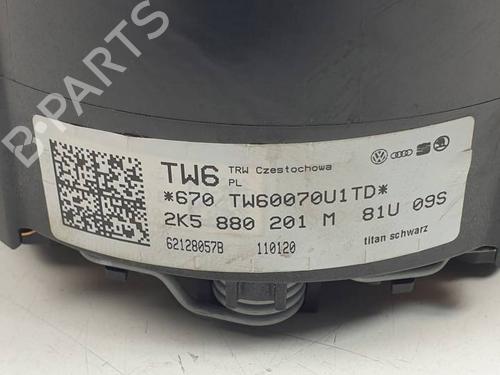 TW6 TRW Czestochowa
PL
*670 TW60070U1TD*
2K5 880 201 M 81U 09S
62128057B 110120 titan schwarz
B-PARTS